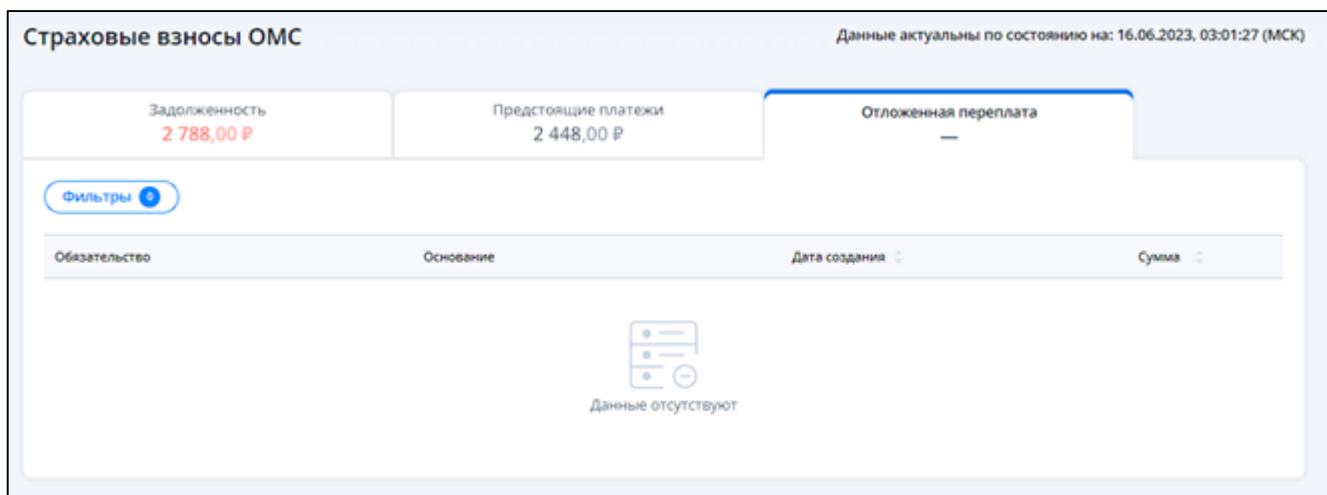 Страховые взносы ОМС
Данные актуальны по состоянию на: 16.06.2023, 03:01:27 (МСК)
Задолженность
2 788,00 ₽
Предстоящие платежи
2 448,00 ₽
Отложенная переплата
—
Фильтры 0
Обязательство Основание Дата создания Сумма
Данные отсутствуют